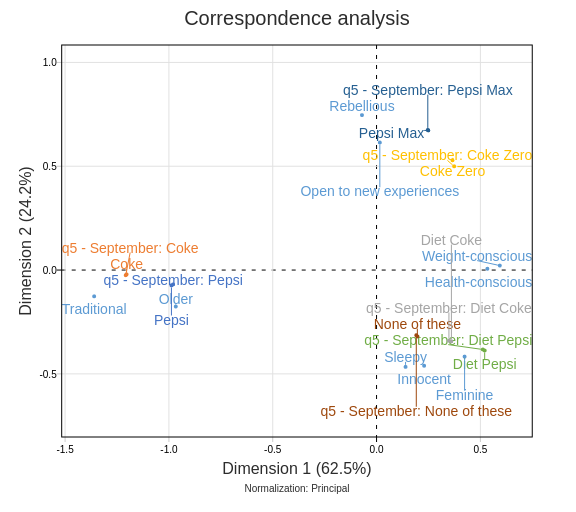 Correspondence analysis
Dimension 2 (24.2%)
1.0
q5 - September: Pepsi Max
Rebellious
Pepsi Max
q5 - September: Coke Zero
0.5
Coke Zero
Open to new experiences
Diet Coke
q5 - September: Coke
Weight-conscious
Coke
0.0
q5 - September: Pepsi
Health-conscious
Older
Traditional
q5 - September: Diet Coke
Pepsi
None of these
q5 - September: Diet Pepsi
Sleepy
Diet Pepsi
-0.5
Innocent
Feminine
q5 - September: None of these
-1.5 -1.0 -0.5 0.0 0.5
Dimension 1 (62.5%)
Normalization: Principal